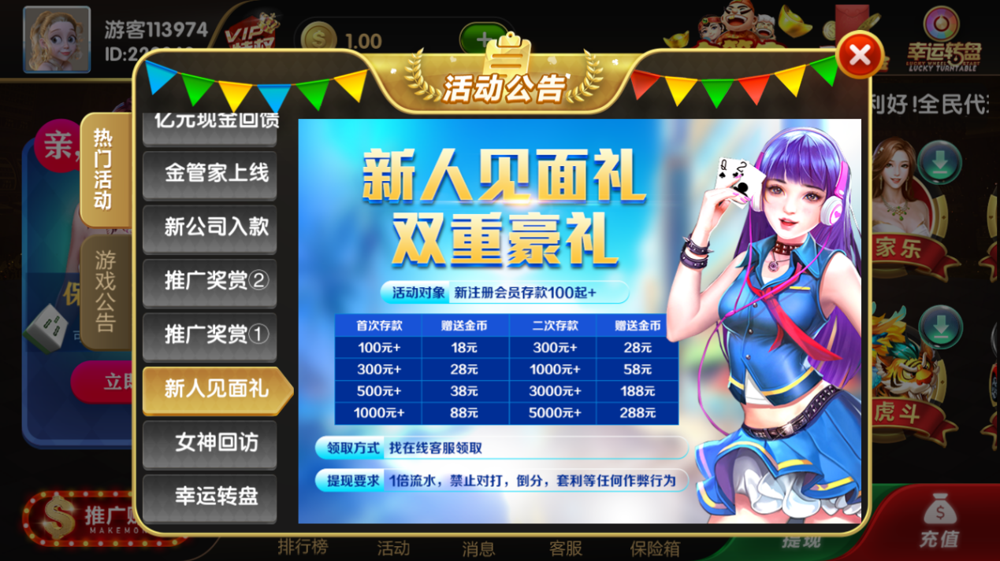 游客113974
VIP
特权
1.00
幸运转盘
LUCKY TURNTABLE
活动公告
利好!全民代
亲,
热门活动
游戏公告
亿元现金回馈
金管家上线
新公司入款
推广奖赏②
推广奖赏①
新人见面礼
女神回访
幸运转盘
新人见面礼
双重豪礼
Q 2
活动对象 新注册会员存款100起+
首次存款 赠送金币 二次存款 赠送金币
100元+ 18元 300元+ 28元
300元+ 28元 1000元+ 58元
500元+ 38元 3000元+ 188元
1000元+ 88元 5000元+ 288元
领取方式 找在线客服领取
提现要求 1倍流水，禁止对打，倒分，套利等任何作弊行为
保
可
立即
家乐
虎斗
推广
MAKEMO
排行榜
活动
消息
客服
保险箱
提现
充值